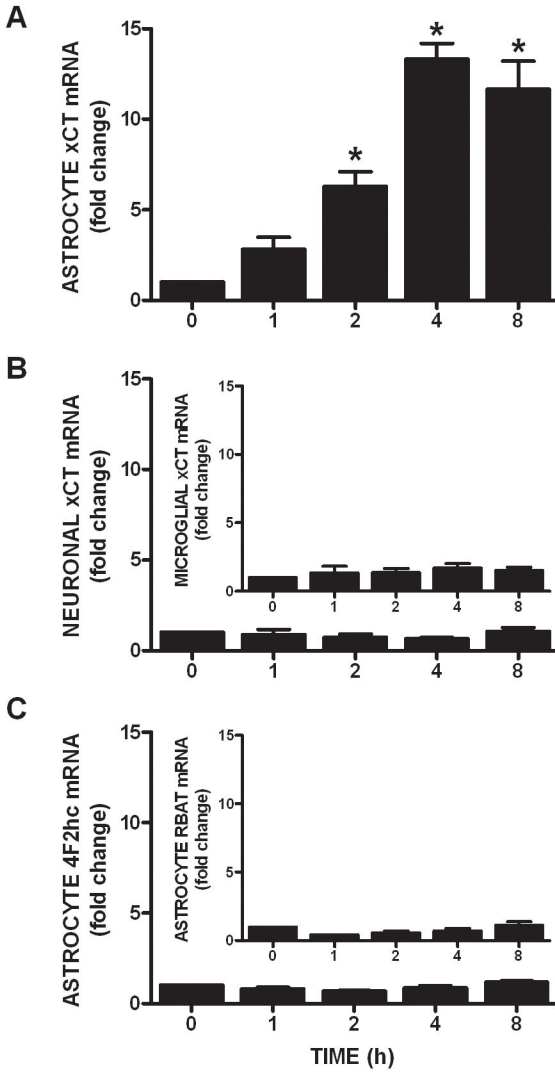 A
ASTROCYTE xCT mRNA
(fold change)
15
10
5
0
*
*
*
0 1 2 4 8
B
NEURONAL xCT mRNA
(fold change)
15
10
5
0
MICROGLIAL xCT mRNA
(fold change)
15
10
5
0
0 1 2 4 8
0 1 2 4 8
C
ASTROCYTE 4F2hc mRNA
(fold change)
15
10
5
0
ASTROCYTE RBAT mRNA
(fold change)
15
10
5
0
0 1 2 4 8
0 1 2 4 8
TIME (h)